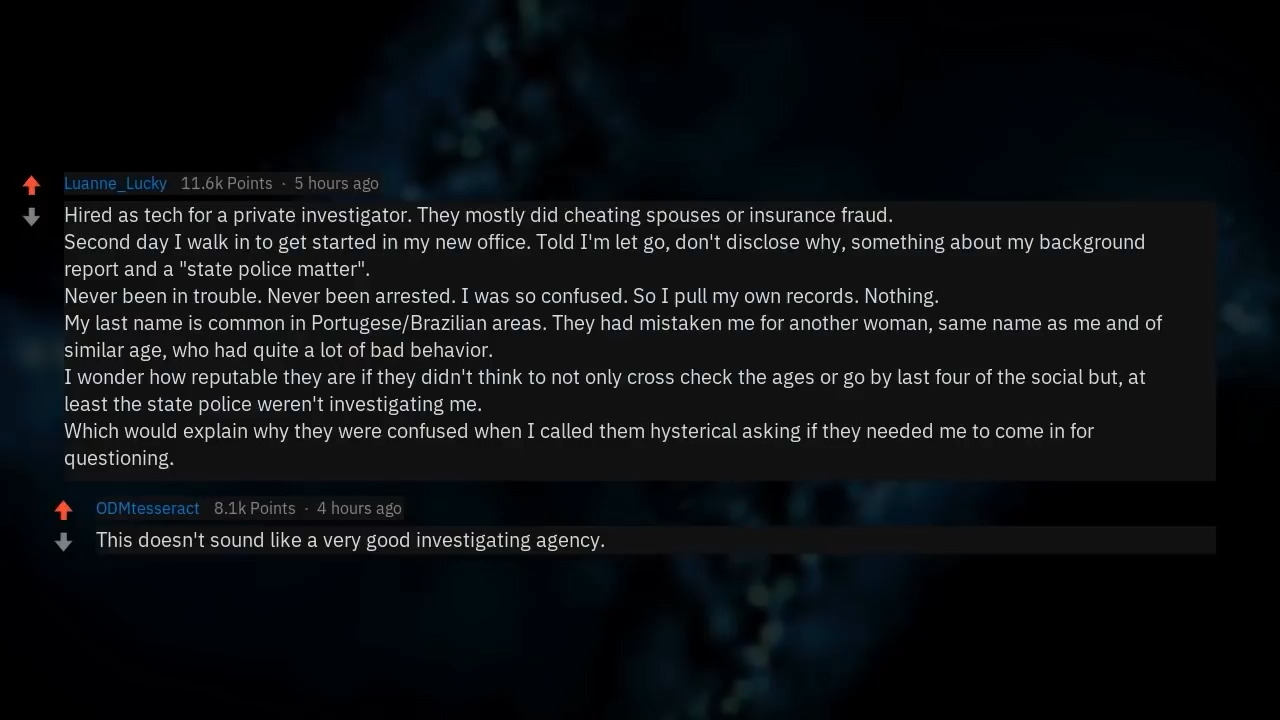 Luanne_Lucky 11.6k Points · 5 hours ago
Hired as tech for a private investigator. They mostly did cheating spouses or insurance fraud.
Second day I walk in to get started in my new office. Told I'm let go, don't disclose why, something about my background
report and a "state police matter".
Never been in trouble. Never been arrested. I was so confused. So I pull my own records. Nothing.
My last name is common in Portugese/Brazilian areas. They had mistaken me for another woman, same name as me and of
similar age, who had quite a lot of bad behavior.
I wonder how reputable they are if they didn't think to not only cross check the ages or go by last four of the social but, at
least the state police weren't investigating me.
Which would explain why they were confused when I called them hysterical asking if they needed me to come in for
questioning.
ODMtesseract 8.1k Points · 4 hours ago
This doesn't sound like a very good investigating agency.